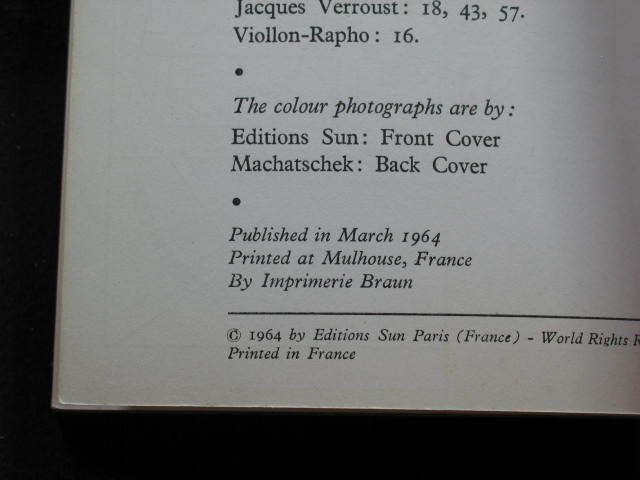 Jacques Verroust: 18, 43, 57.
Viollon-Rapho: 16.
•
The colour photographs are by:
Editions Sun: Front Cover
Machatschek: Back Cover
•
Published in March 1964
Printed at Mulhouse, France
By Imprimerie Braun
© 1964 by Editions Sun Paris (France) - World Rights R
Printed in France